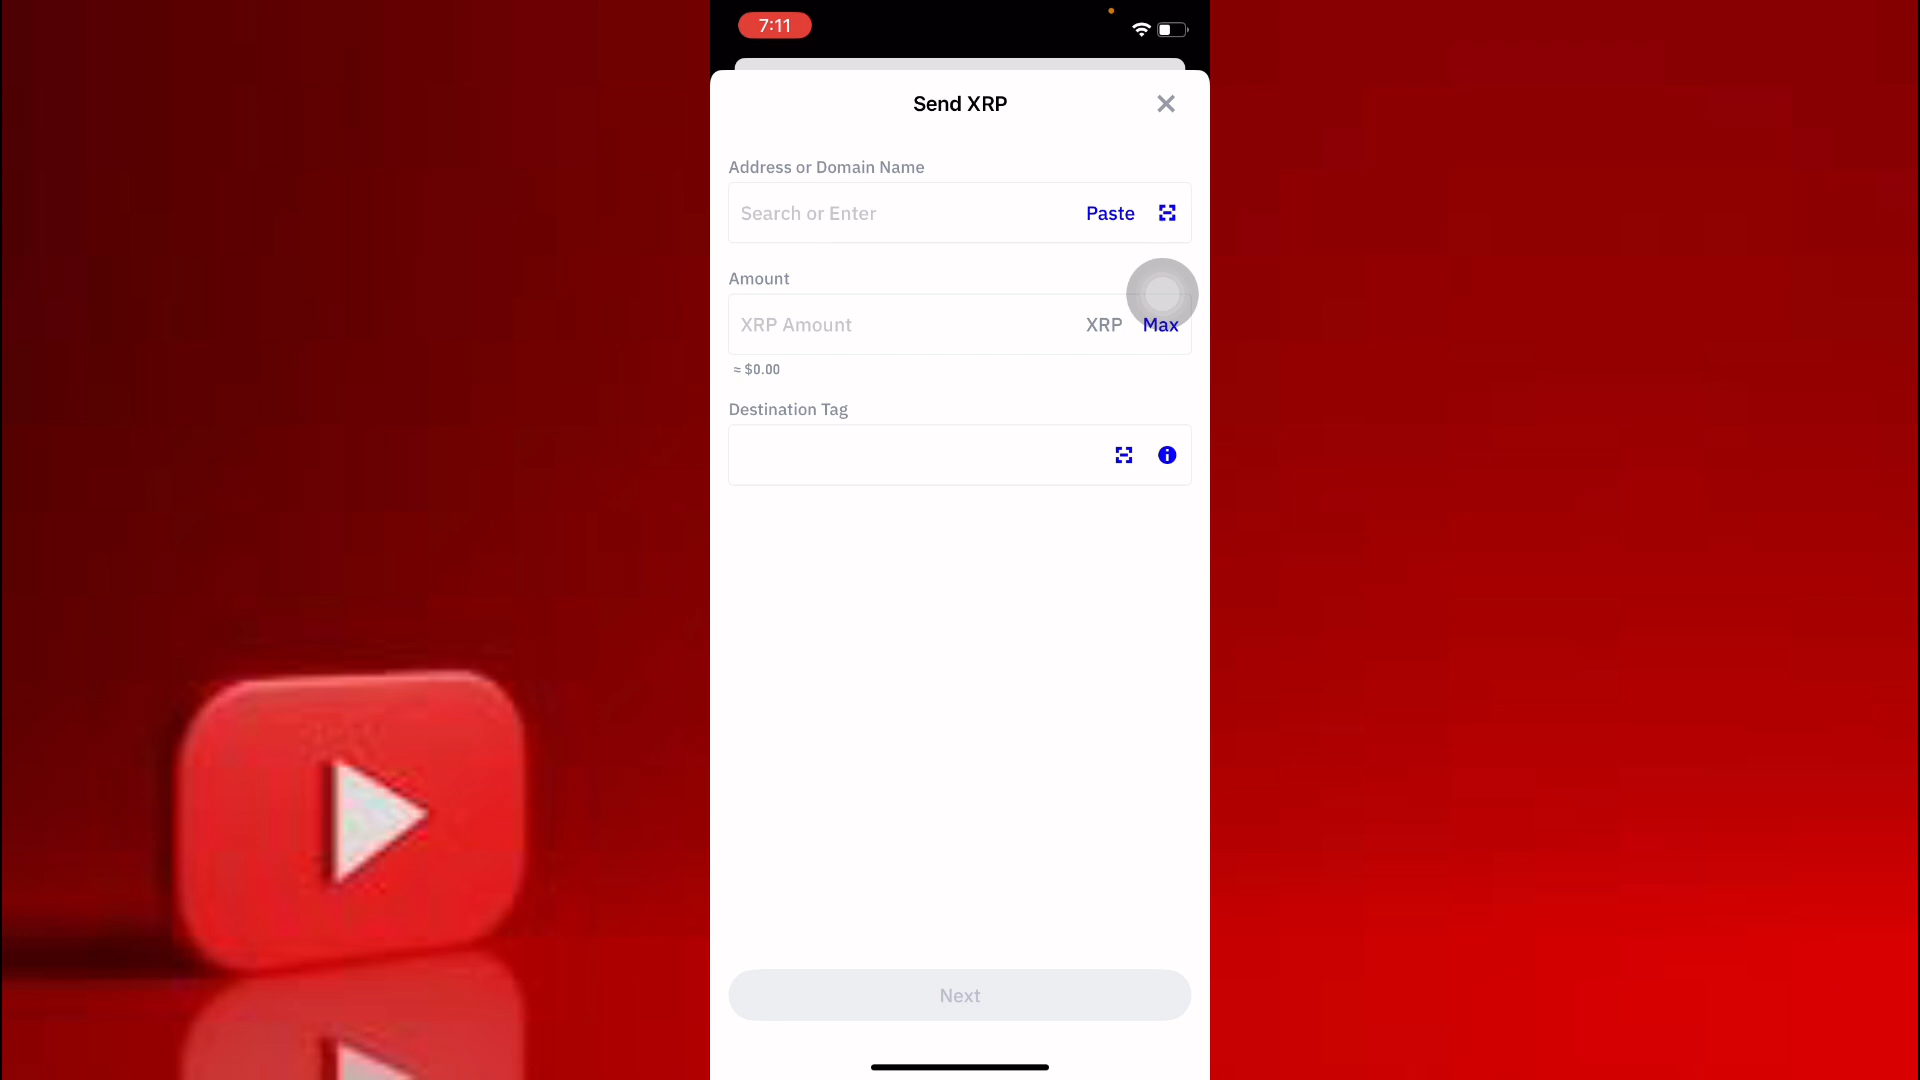 7:11
Send XRP
Address or Domain Name
Search or Enter Paste
Amount
XRP Amount XRP Max
≈ $0.00
Destination Tag
Next